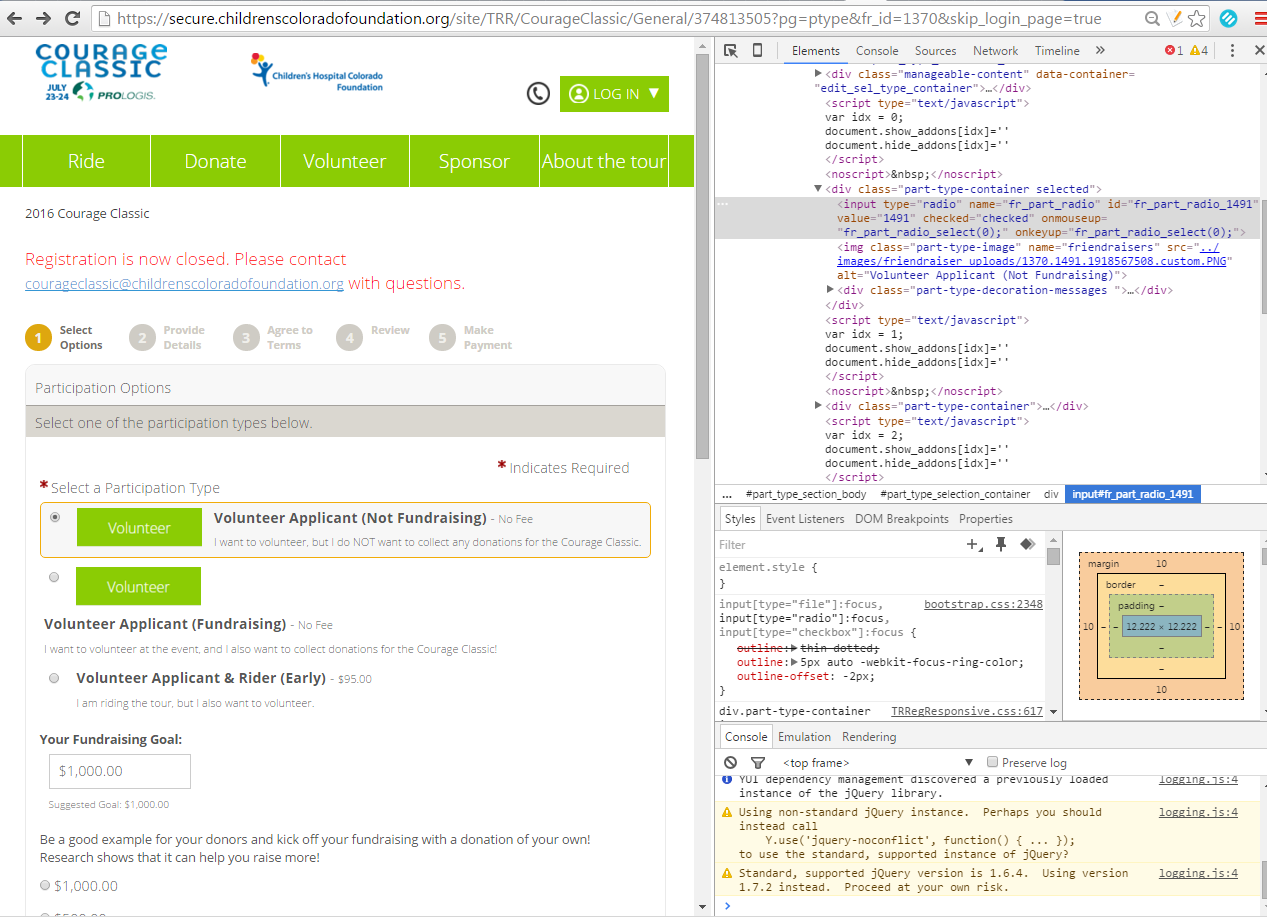 https://secure.childrenscoloradofoundation.org/site/TRR/CourageClassic/General/374813505?pg=ptype&fr_id=1370&skip_login_page=true
COURAGE
CLASSIC
JULY
23-24 PROLOGIS.
Children's Hospital Colorado
Foundation
LOG IN ▼
Ride
Donate
Volunteer
Sponsor
About the tour
2016 Courage Classic
Registration is now closed. Please contact
courageclassic@childrenscoloradofoundation.org with questions.
1 Select
Options
2 Provide
Details
3 Agree to
Terms
4 Review
5 Make
Payment
Participation Options
Select one of the participation types below.
* Indicates Required
* Select a Participation Type
Volunteer
Volunteer Applicant (Not Fundraising) - No Fee
I want to volunteer, but I do NOT want to collect any donations for the Courage Classic.
Volunteer
Volunteer Applicant (Fundraising) - No Fee
I want to volunteer at the event, and I also want to collect donations for the Courage Classic!
Volunteer Applicant & Rider (Early) - $95.00
I am riding the tour, but I also want to volunteer.
Your Fundraising Goal:
$1,000.00
Suggested Goal: $1,000.00
Be a good example for your donors and kick off your fundraising with a donation of your own!
Research shows that it can help you raise more!
$1,000.00
$500.00
Elements Console Sources Network Timeline » 1 4
▶<div class="manageable-content" data-container=
"edit_sel_type_container">…</div>
<script type="text/javascript">
var idx = 0;
document.show_addons[idx]=''
document.hide_addons[idx]=''
</script>
<noscript>&nbsp;</noscript>
▼<div class="part-type-container selected">
<input type="radio" name="fr_part_radio" id="fr_part_radio_1491"
value="1491" checked="checked" onmouseup=
"fr_part_radio_select(0);" onkeyup="fr_part_radio_select(0);">
<img class="part-type-image" name="friendraisers" src="../
images/friendraiser_uploads/1370.1491.1918567508.custom.PNG"
alt="Volunteer Applicant (Not Fundraising)">
▶<div class="part-type-decoration-messages ">…</div>
</div>
<script type="text/javascript">
var idx = 1;
document.show_addons[idx]=''
document.hide_addons[idx]=''
</script>
<noscript>&nbsp;</noscript>
▶<div class="part-type-container">…</div>
<script type="text/javascript">
var idx = 2;
document.show_addons[idx]=''
document.hide_addons[idx]=''
</script>
... #part_type_section_body #part_type_selection_container div input#fr_part_radio_1491
Styles Event Listeners DOM Breakpoints Properties
Filter
element.style {
}
input[type="file"]:focus, bootstrap.css:2348
input[type="radio"]:focus,
input[type="checkbox"]:focus {
outline:▶thin dotted;
outline:▶5px auto -webkit-focus-ring-color;
outline-offset: -2px;
}
div.part-type-container TRRegResponsive.css:617
margin 10
border –
padding –
10 – – 12.222 × 12.222 – – 10
–
–
10
Console Emulation Rendering
<top frame> ▼ Preserve log
YUI dependency management discovered a previously loaded logging.js:4
instance of the jQuery library.
Using non-standard jQuery instance. Perhaps you should logging.js:4
instead call
Y.use('jquery-noconflict', function() { ... });
to use the standard, supported instance of jQuery?
Standard, supported jQuery version is 1.6.4. Using version logging.js:4
1.7.2 instead. Proceed at your own risk.